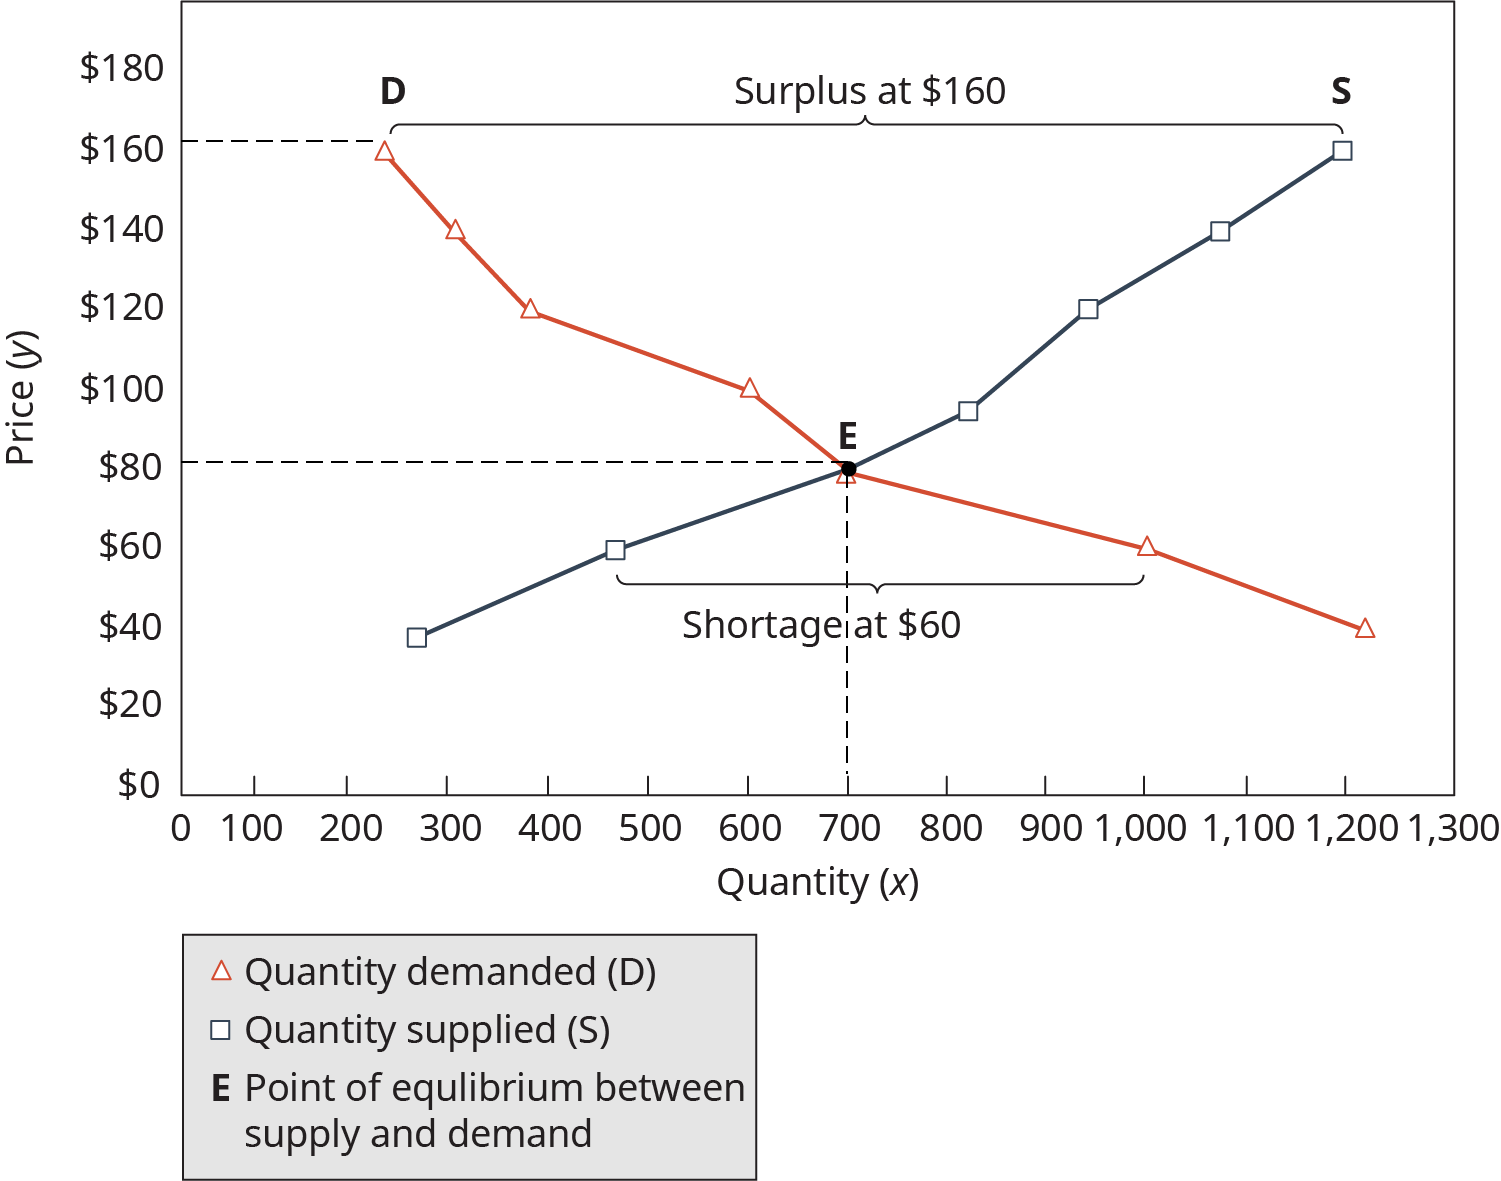 $180
D
Surplus at $160
S
$160
$140
$120
$100
Price (y)
E
$80
$60
Shortage at $60
$40
$20
$0
0 100 200 300 400 500 600 700 800 900 1,000 1,100 1,200 1,300
Quantity (x)
Quantity demanded (D)
Quantity supplied (S)
E Point of equlibrium between
supply and demand